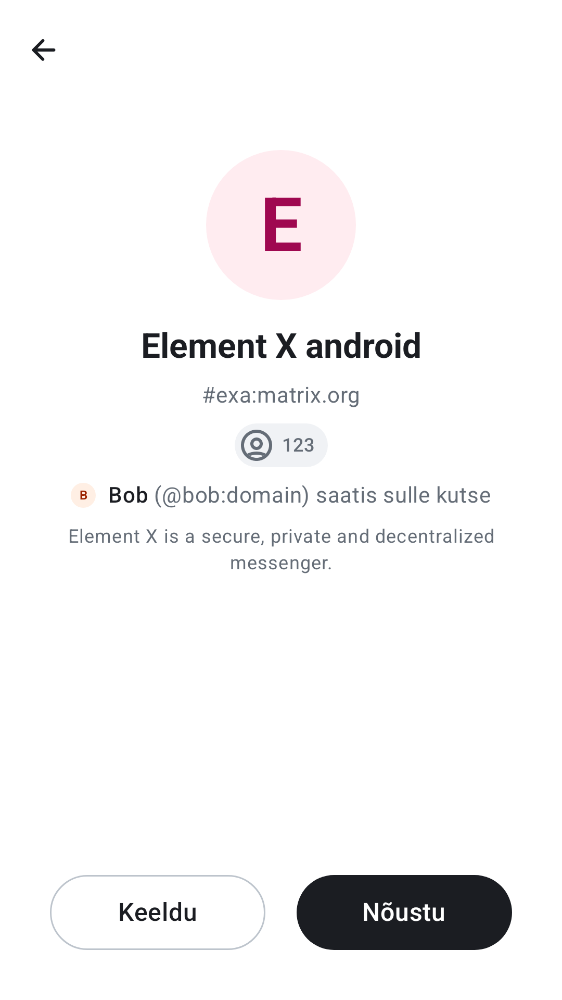 E
Element X android
#exa:matrix.org
123
B Bob (@bob:domain) saatis sulle kutse
Element X is a secure, private and decentralized
messenger.
Keeldu
Nõustu